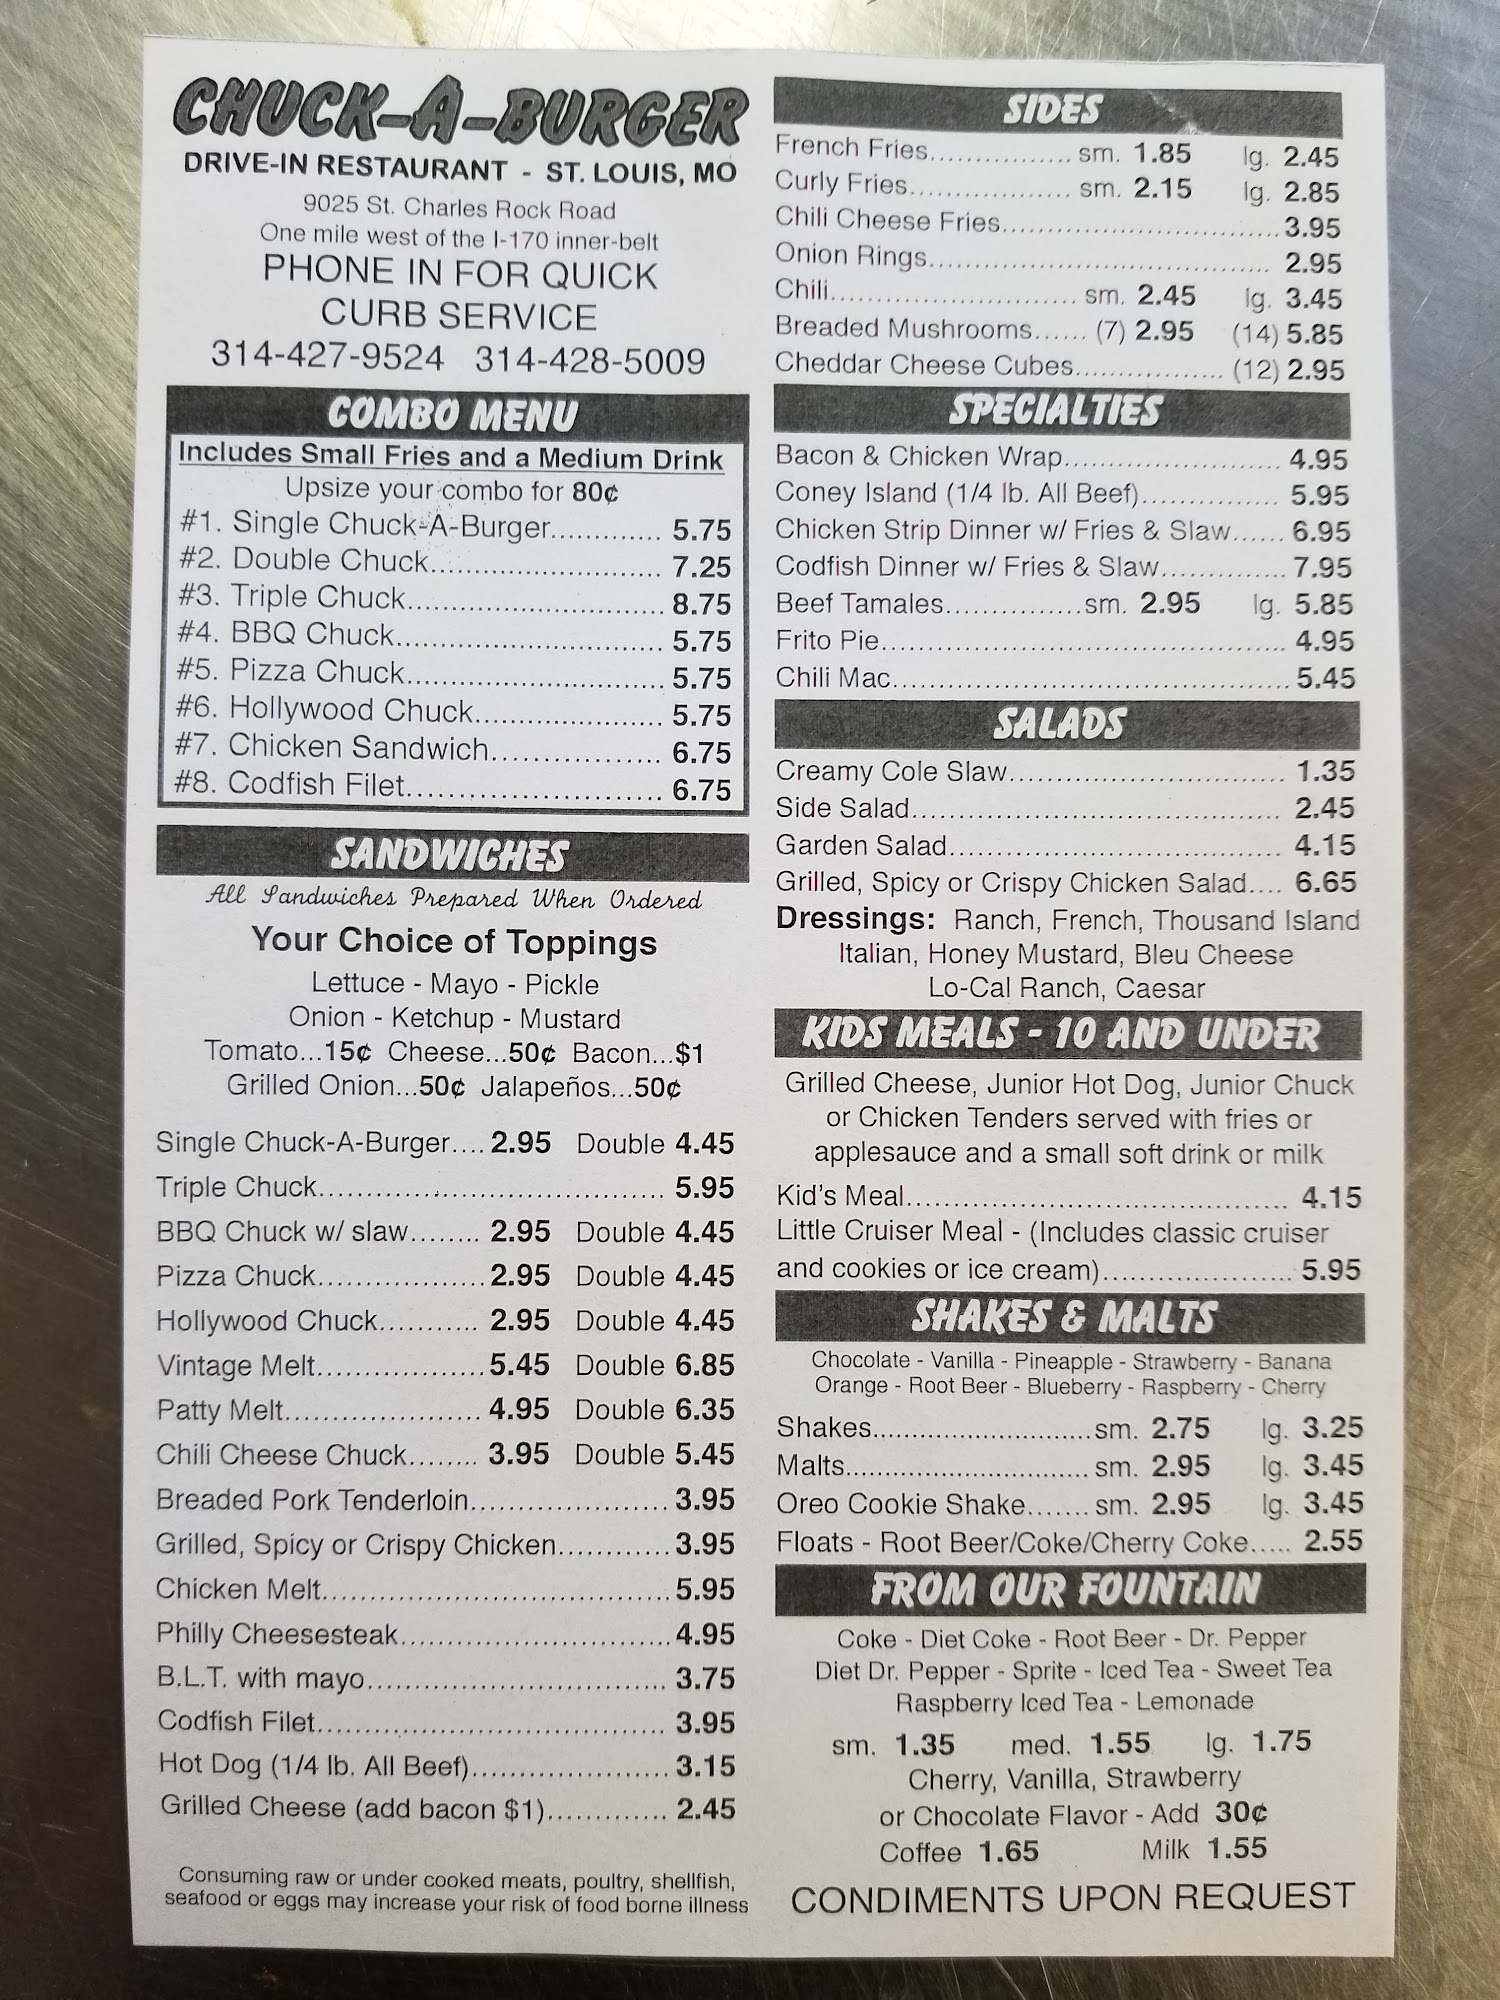 CHUCK-A-BURGER
DRIVE-IN RESTAURANT - ST. LOUIS, MO
9025 St. Charles Rock Road
One mile west of the I-170 inner-belt
PHONE IN FOR QUICK
CURB SERVICE
314-427-9524 314-428-5009
COMBO MENU
Includes Small Fries and a Medium Drink
Upsize your combo for 80¢
#1. Single Chuck-A-Burger............. 5.75
#2. Double Chuck............................ 7.25
#3. Triple Chuck............................... 8.75
#4. BBQ Chuck................................ 5.75
#5. Pizza Chuck............................... 5.75
#6. Hollywood Chuck...................... 5.75
#7. Chicken Sandwich.................... 6.75
#8. Codfish Filet.............................. 6.75
SANDWICHES
All Sandwiches Prepared When Ordered
Your Choice of Toppings
Lettuce - Mayo - Pickle
Onion - Ketchup - Mustard
Tomato...15¢ Cheese...50¢ Bacon...$1
Grilled Onion...50¢ Jalapeños...50¢
Single Chuck-A-Burger.... 2.95 Double 4.45
Triple Chuck....................................... 5.95
BBQ Chuck w/ slaw........ 2.95 Double 4.45
Pizza Chuck................... 2.95 Double 4.45
Hollywood Chuck........... 2.95 Double 4.45
Vintage Melt................... 5.45 Double 6.85
Patty Melt...................... 4.95 Double 6.35
Chili Cheese Chuck........ 3.95 Double 5.45
Breaded Pork Tenderloin...................... 3.95
Grilled, Spicy or Crispy Chicken............ 3.95
Chicken Melt....................................... 5.95
Philly Cheesesteak.............................. 4.95
B.L.T. with mayo.................................. 3.75
Codfish Filet....................................... 3.95
Hot Dog (1/4 lb. All Beef)...................... 3.15
Grilled Cheese (add bacon $1)............. 2.45
Consuming raw or under cooked meats, poultry, shellfish,
seafood or eggs may increase your risk of food borne illness
SIDES
French Fries................ sm. 1.85 lg. 2.45
Curly Fries.................. sm. 2.15 lg. 2.85
Chili Cheese Fries............................... 3.95
Onion Rings....................................... 2.95
Chili............................ sm. 2.45 lg. 3.45
Breaded Mushrooms...... (7) 2.95 (14) 5.85
Cheddar Cheese Cubes................. (12) 2.95
SPECIALTIES
Bacon & Chicken Wrap........................ 4.95
Coney Island (1/4 lb. All Beef)............... 5.95
Chicken Strip Dinner w/ Fries & Slaw...... 6.95
Codfish Dinner w/ Fries & Slaw.............. 7.95
Beef Tamales...............sm. 2.95 lg. 5.85
Frito Pie............................................. 4.95
Chili Mac............................................ 5.45
SALADS
Creamy Cole Slaw............................... 1.35
Side Salad.......................................... 2.45
Garden Salad...................................... 4.15
Grilled, Spicy or Crispy Chicken Salad.... 6.65
Dressings: Ranch, French, Thousand Island
Italian, Honey Mustard, Bleu Cheese
Lo-Cal Ranch, Caesar
KIDS MEALS - 10 AND UNDER
Grilled Cheese, Junior Hot Dog, Junior Chuck
or Chicken Tenders served with fries or
applesauce and a small soft drink or milk
Kid's Meal........................................... 4.15
Little Cruiser Meal - (Includes classic cruiser
and cookies or ice cream)..................... 5.95
SHAKES & MALTS
Chocolate - Vanilla - Pineapple - Strawberry - Banana
Orange - Root Beer - Blueberry - Raspberry - Cherry
Shakes......................... sm. 2.75 lg. 3.25
Malts............................ sm. 2.95 lg. 3.45
Oreo Cookie Shake....... sm. 2.95 lg. 3.45
Floats - Root Beer/Coke/Cherry Coke..... 2.55
FROM OUR FOUNTAIN
Coke - Diet Coke - Root Beer - Dr. Pepper
Diet Dr. Pepper - Sprite - Iced Tea - Sweet Tea
Raspberry Iced Tea - Lemonade
sm. 1.35 med. 1.55 lg. 1.75
Cherry, Vanilla, Strawberry
or Chocolate Flavor - Add 30¢
Coffee 1.65 Milk 1.55
CONDIMENTS UPON REQUEST